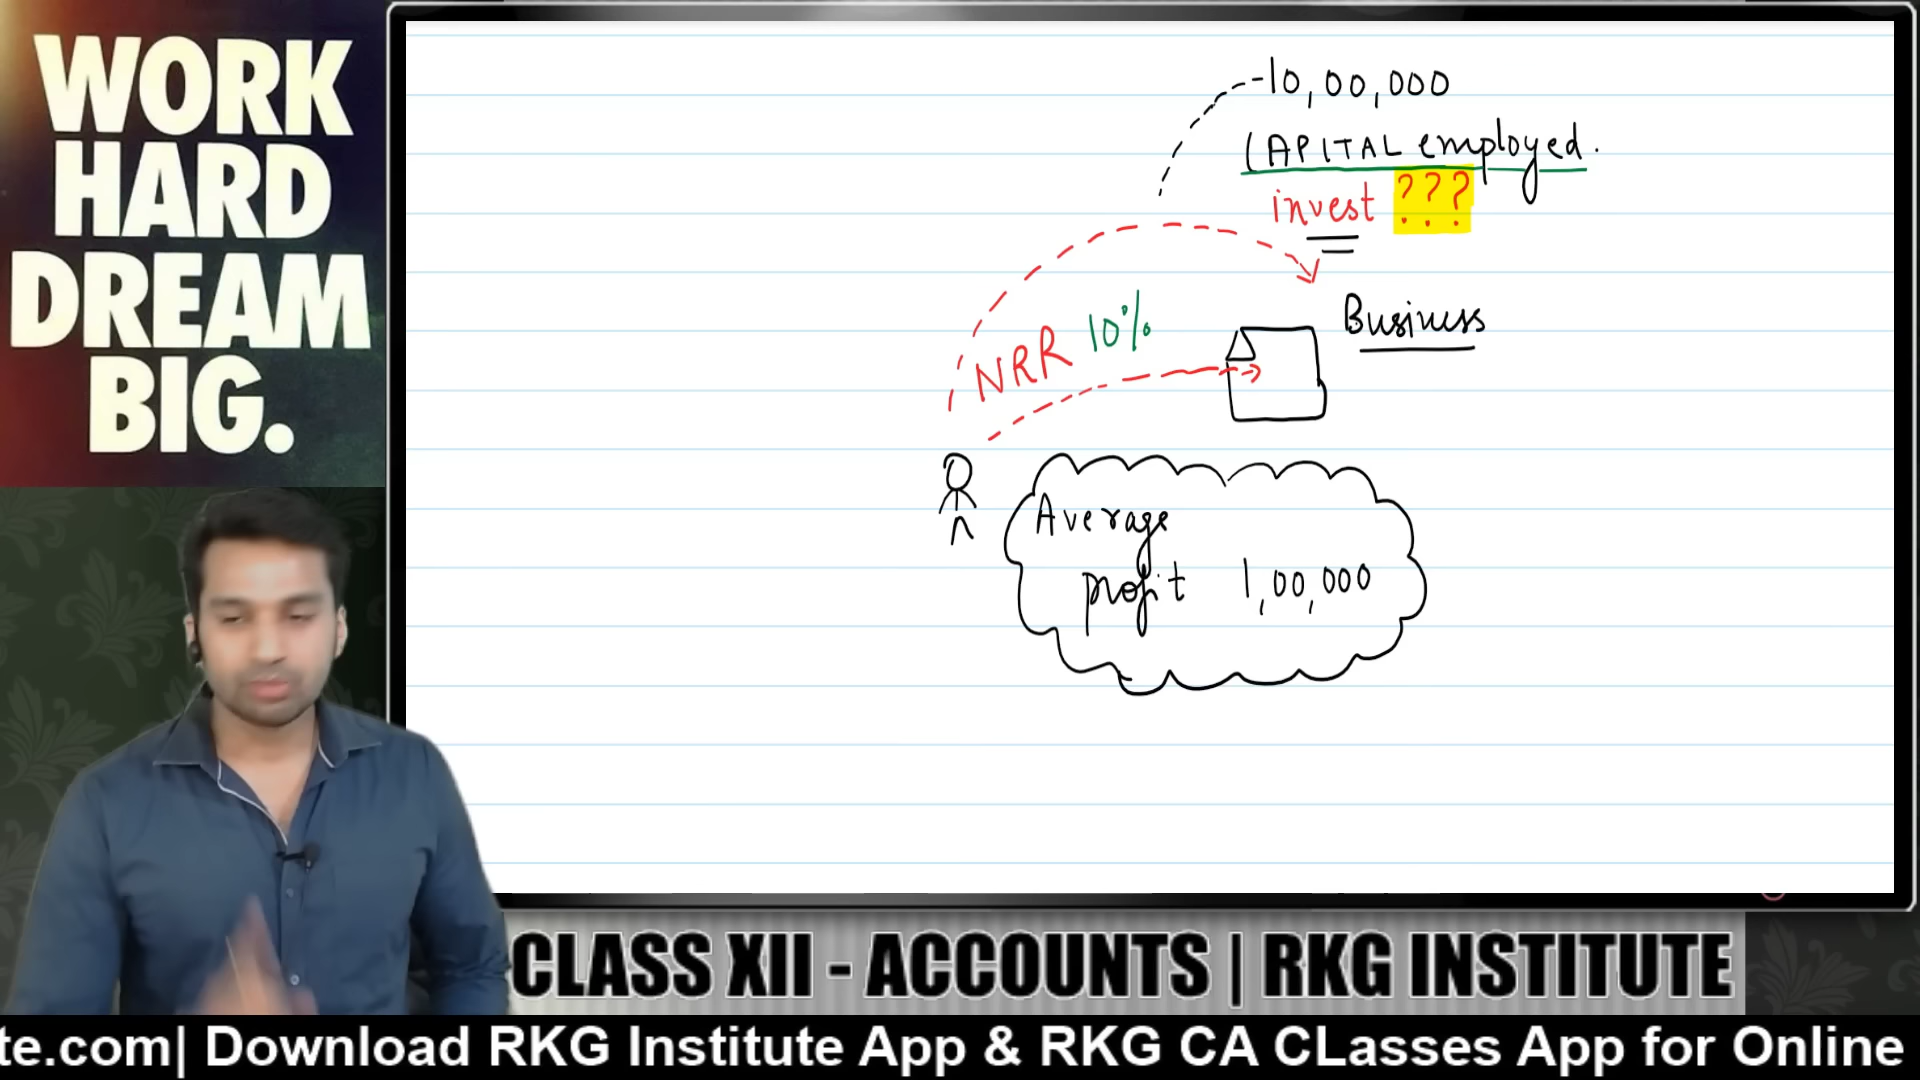 WORK
HARD
DREAM
BIG.
10,00,000
CAPITAL employed.
invest ???
Business
NRR 10%
Average
profit 1,00,000
CLASS XII - ACCOUNTS | RKG INSTITUTE
te.com| Download RKG Institute App & RKG CA CLasses App for Online